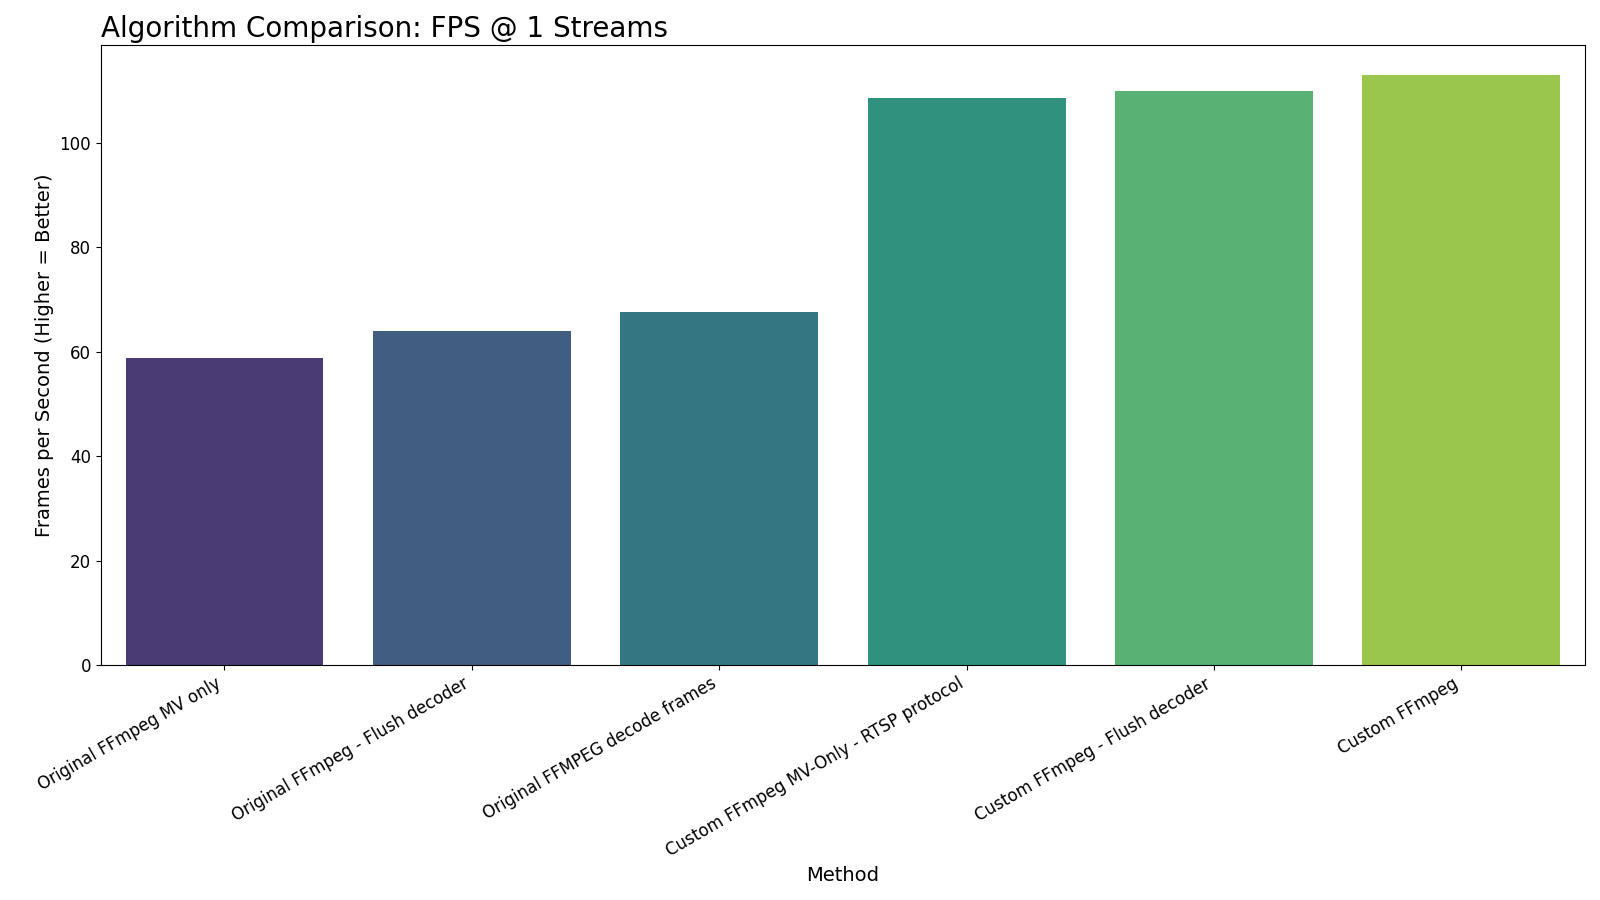 Algorithm Comparison: FPS @ 1 Streams
Frames per Second (Higher = Better)
100
80
60
40
20
0
Original FFmpeg MV only
Original FFmpeg - Flush decoder
Original FFMPEG decode frames
Custom FFmpeg MV-Only - RTSP protocol
Custom FFmpeg - Flush decoder
Custom FFmpeg
Method